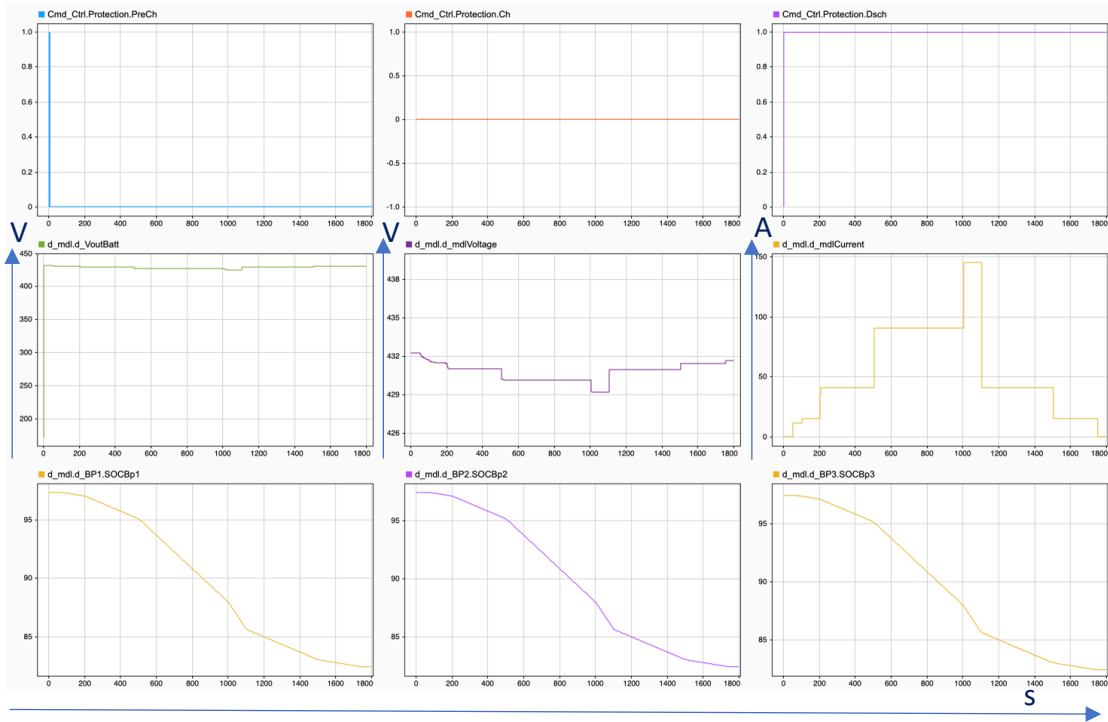 Cmd_Ctrl.Protection.PreCh
Cmd_Ctrl.Protection.Ch
Cmd_Ctrl.Protection.Dsch
1.0
0.8
0.6
0.4
0.2
0
0 200 400 600 800 1000 1200 1400 1600 1800
1.0
0.5
0
-0.5
-1.0
0 200 400 600 800 1000 1200 1400 1600 1800
1.0
0.8
0.6
0.4
0.2
0
0 200 400 600 800 1000 1200 1400 1600 1800
V
V
A
d_mdl.d_VoutBatt
d_mdl.d_mdlVoltage
d_mdl.d_mdlCurrent
450
400
350
300
250
200
0 200 400 600 800 1000 1200 1400 1600 1800
438
435
432
429
426
0 200 400 600 800 1000 1200 1400 1600 1800
150
100
50
0
0 200 400 600 800 1000 1200 1400 1600 1800
d_mdl.d_BP1.SOCBp1
d_mdl.d_BP2.SOCBp2
d_mdl.d_BP3.SOCBp3
95
90
85
0 200 400 600 800 1000 1200 1400 1600 1800
95
90
85
0 200 400 600 800 1000 1200 1400 1600 1800
95
90
85
0 200 400 600 800 1000 1200 1400 1600 1800
s